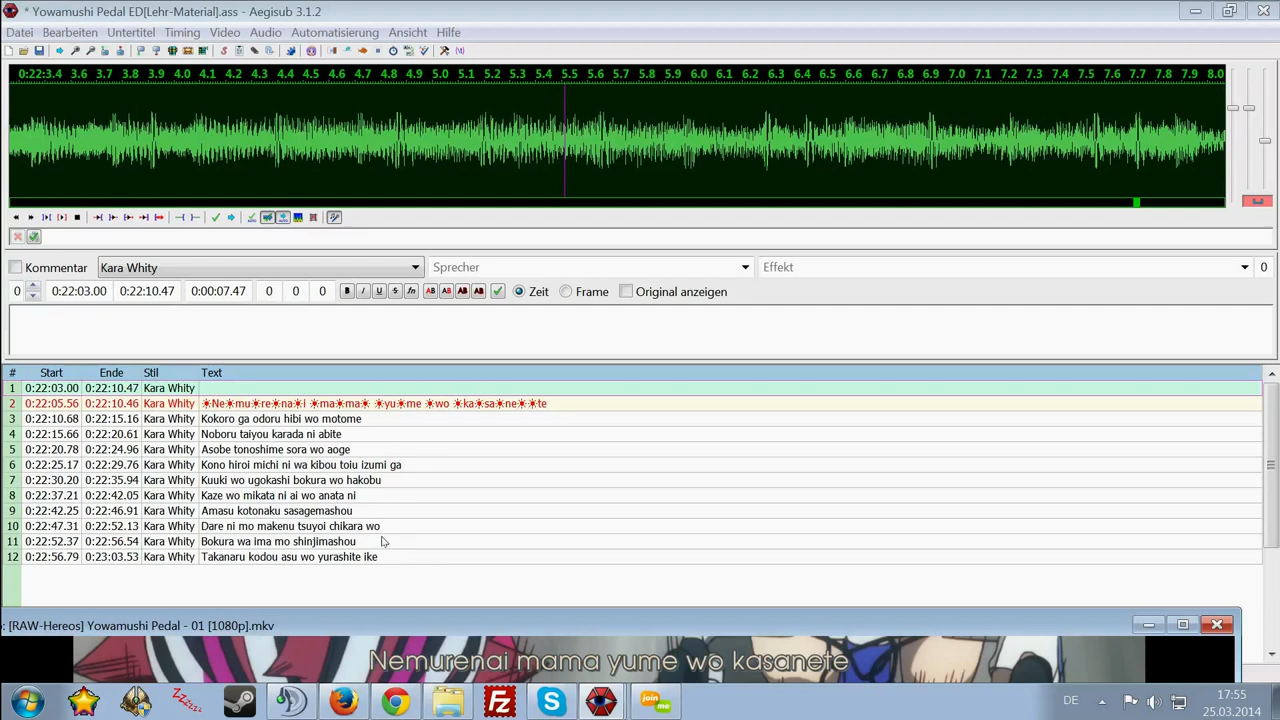 * Yowamushi Pedal ED[Lehr-Material].ass - Aegisub 3.1.2
Datei Bearbeiten Untertitel Timing Video Audio Automatisierung Ansicht Hilfe
0:22:3.4 3.6 3.7 3.8 3.9 4.0 4.1 4.2 4.3 4.4 4.5 4.6 4.7 4.8 4.9 5.0 5.1 5.2 5.3 5.4 5.5 5.6 5.7 5.8 5.9 6.0 6.1 6.2 6.3 6.4 6.5 6.6 6.7 6.8 6.9 7.0 7.1 7.2 7.3 7.4 7.5 7.6 7.7 7.8 7.9 8.0
Kommentar Kara Whity Sprecher Effekt 0
0 0:22:03.00 0:22:10.47 0:00:07.47 0 0 0 B I U S fn AB AB AB AB Zeit Frame Original anzeigen
# Start Ende Stil Text
1 0:22:03.00 0:22:10.47 Kara Whity
2 0:22:05.56 0:22:10.46 Kara Whity ☀Ne☀mu☀re☀na☀i ☀ma☀ma☀ ☀yu☀me ☀wo ☀ka☀sa☀ne☀☀te
3 0:22:10.68 0:22:15.16 Kara Whity Kokoro ga odoru hibi wo motome
4 0:22:15.66 0:22:20.61 Kara Whity Noboru taiyou karada ni abite
5 0:22:20.78 0:22:24.96 Kara Whity Asobe tonoshime sora wo aoge
6 0:22:25.17 0:22:29.76 Kara Whity Kono hiroi michi ni wa kibou toiu izumi ga
7 0:22:30.20 0:22:35.94 Kara Whity Kuuki wo ugokashi bokura wo hakobu
8 0:22:37.21 0:22:42.05 Kara Whity Kaze wo mikata ni ai wo anata ni
9 0:22:42.25 0:22:46.91 Kara Whity Amasu kotonaku sasagemashou
10 0:22:47.31 0:22:52.13 Kara Whity Dare ni mo makenu tsuyoi chikara wo
11 0:22:52.37 0:22:56.54 Kara Whity Bokura wa ima mo shinjimashou
12 0:22:56.79 0:23:03.53 Kara Whity Takanaru kodou asu wo yurashite ike
: [RAW-Hereos] Yowamushi Pedal - 01 [1080p].mkv
Nemurenai mama yume wo kasanete
Zzzzz
FZ
S
join me
DE
17:55
25.03.2014